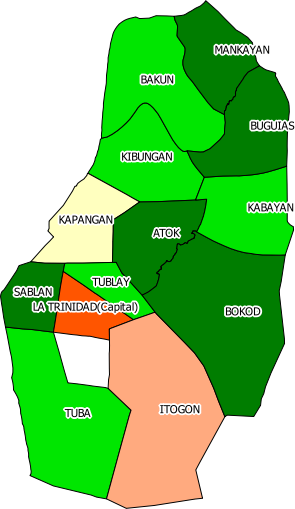 MANKAYAN
BAKUN
BUGUIAS
KIBUNGAN
KABAYAN
KAPANGAN
ATOK
TUBLAY
SABLAN
LA TRINIDAD(Capital)
BOKOD
TUBA
ITOGON